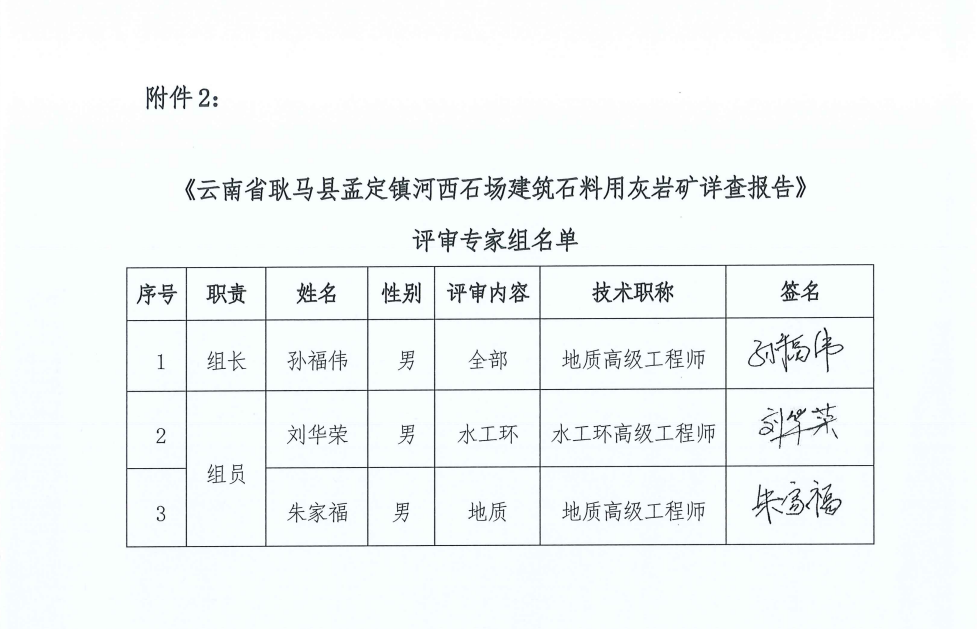 附件2：
《云南省耿马县孟定镇河西石场建筑石料用灰岩矿详查报告》
评审专家组名单
序号 职责 姓名 性别 评审内容 技术职称 签名
1 组长 孙福伟 男 全部 地质高级工程师 孙福伟
2 组员 刘华荣 男 水工环 水工环高级工程师 刘华荣
3 朱家福 男 地质 地质高级工程师 朱家福